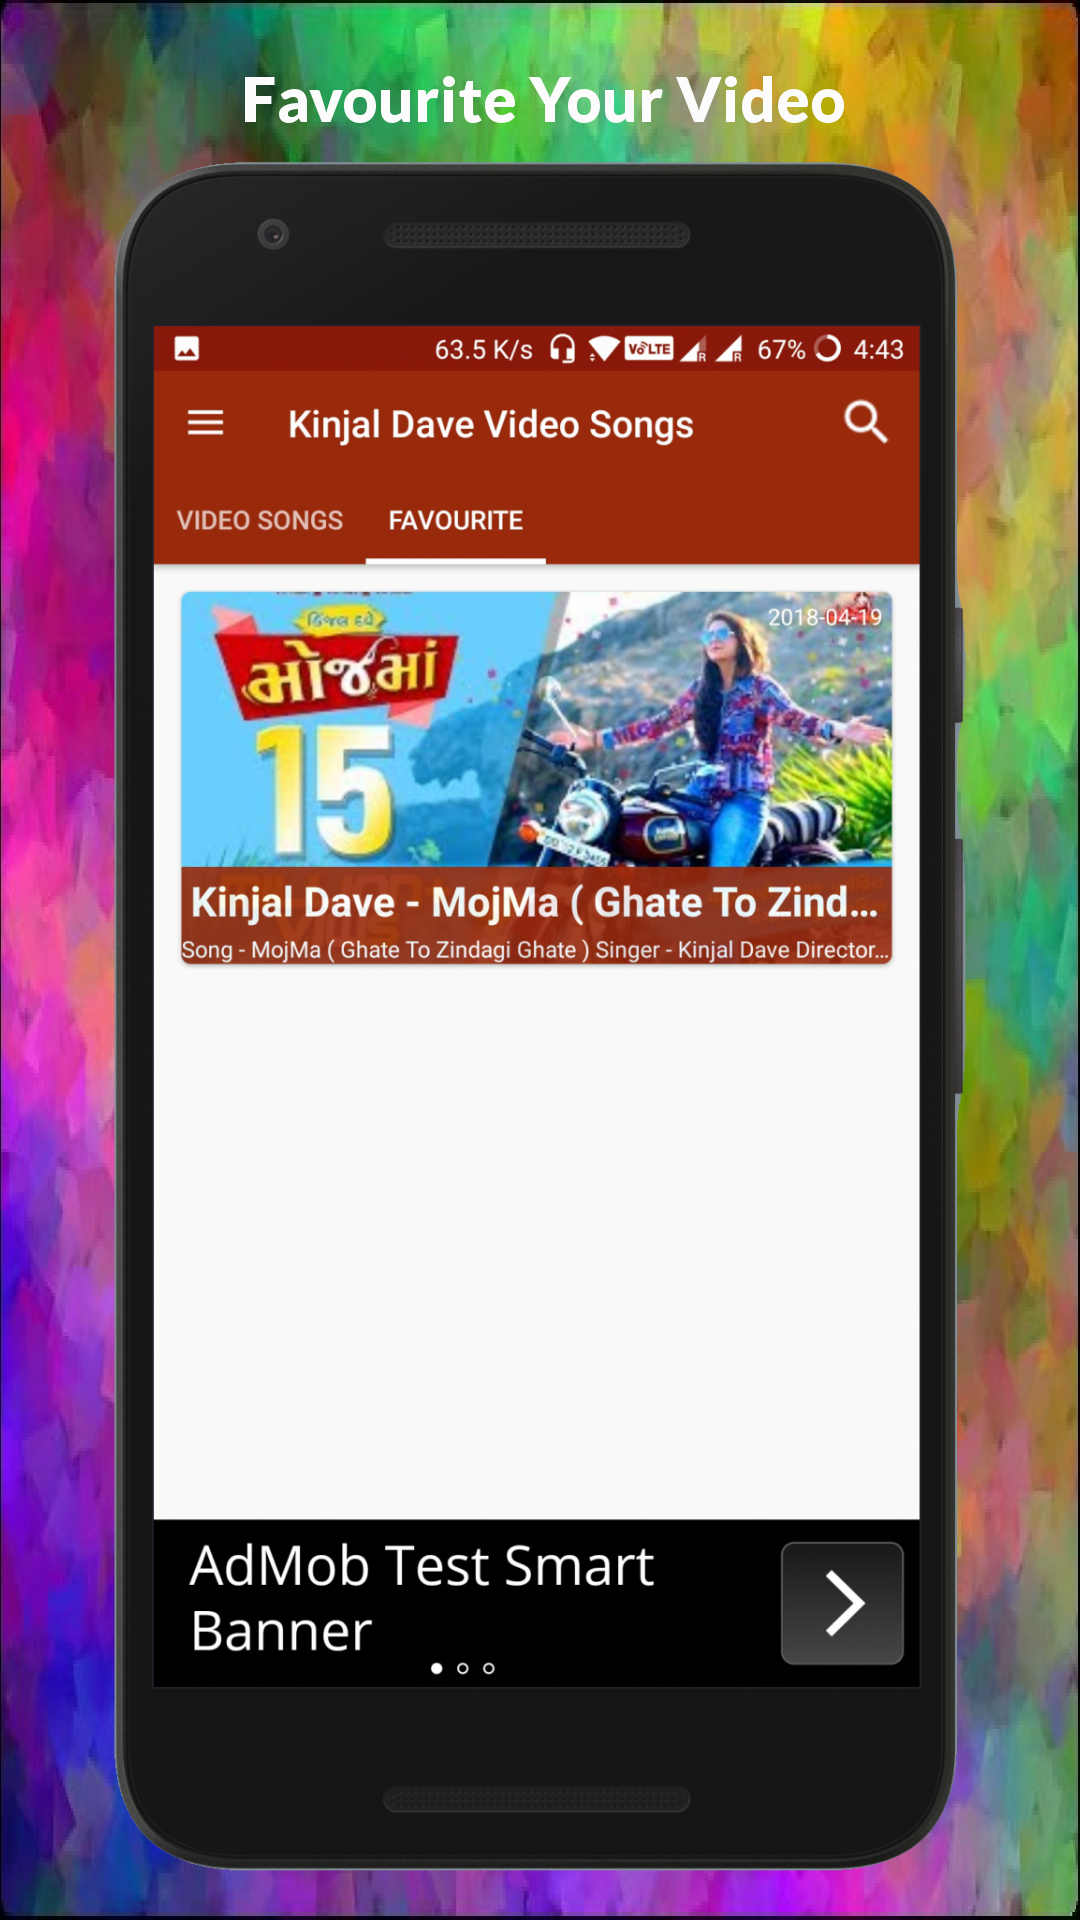 Favourite Your Video
63.5 K/s VoLTE R R 67% 4:43
Kinjal Dave Video Songs
VIDEO SONGS FAVOURITE
2018-04-19
કિંજલ દવે
મોજમાં
15
Kinjal Dave - MojMa ( Ghate To Zind...
Song - MojMa ( Ghate To Zindagi Ghate ) Singer - Kinjal Dave Director...
AdMob Test Smart
Banner